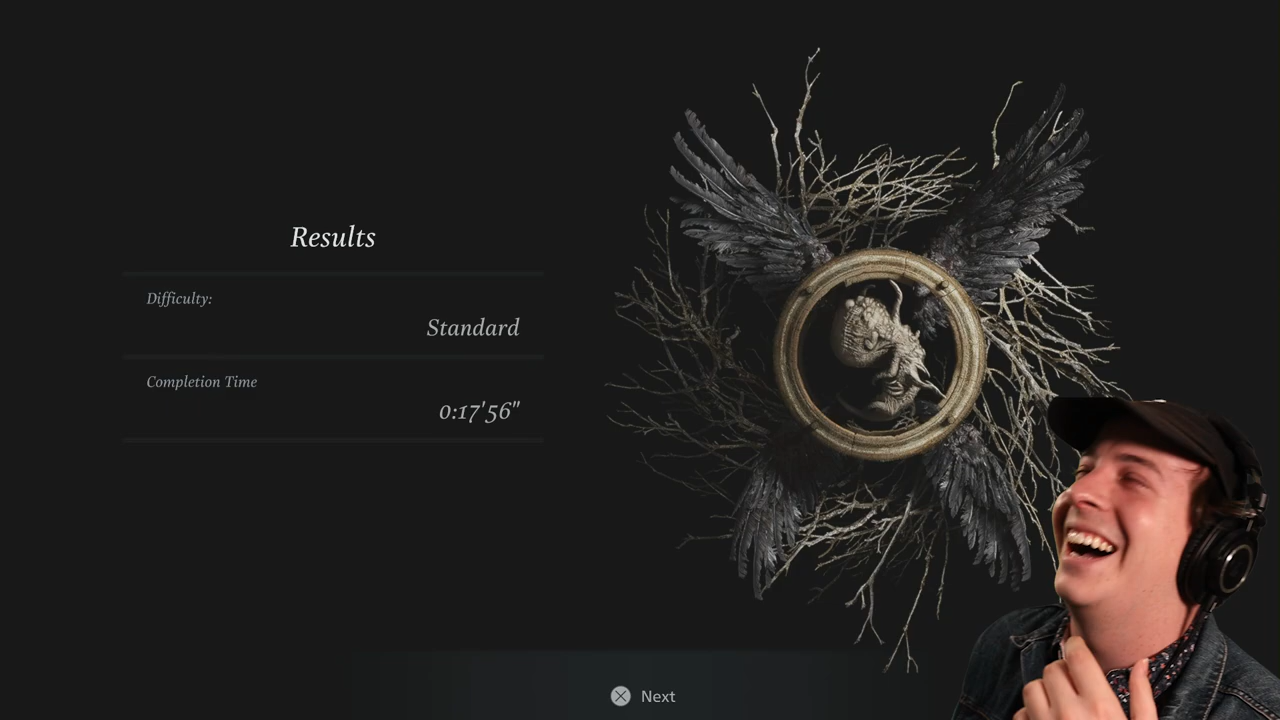 Results
Difficulty:
Standard
Completion Time
0:17'56"
Next